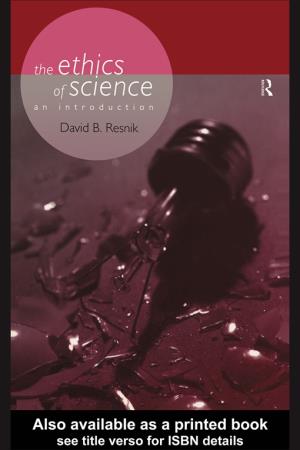 the ethics
of science
an introduction
David B. Resnik
Also available as a printed book
see title verso for ISBN details